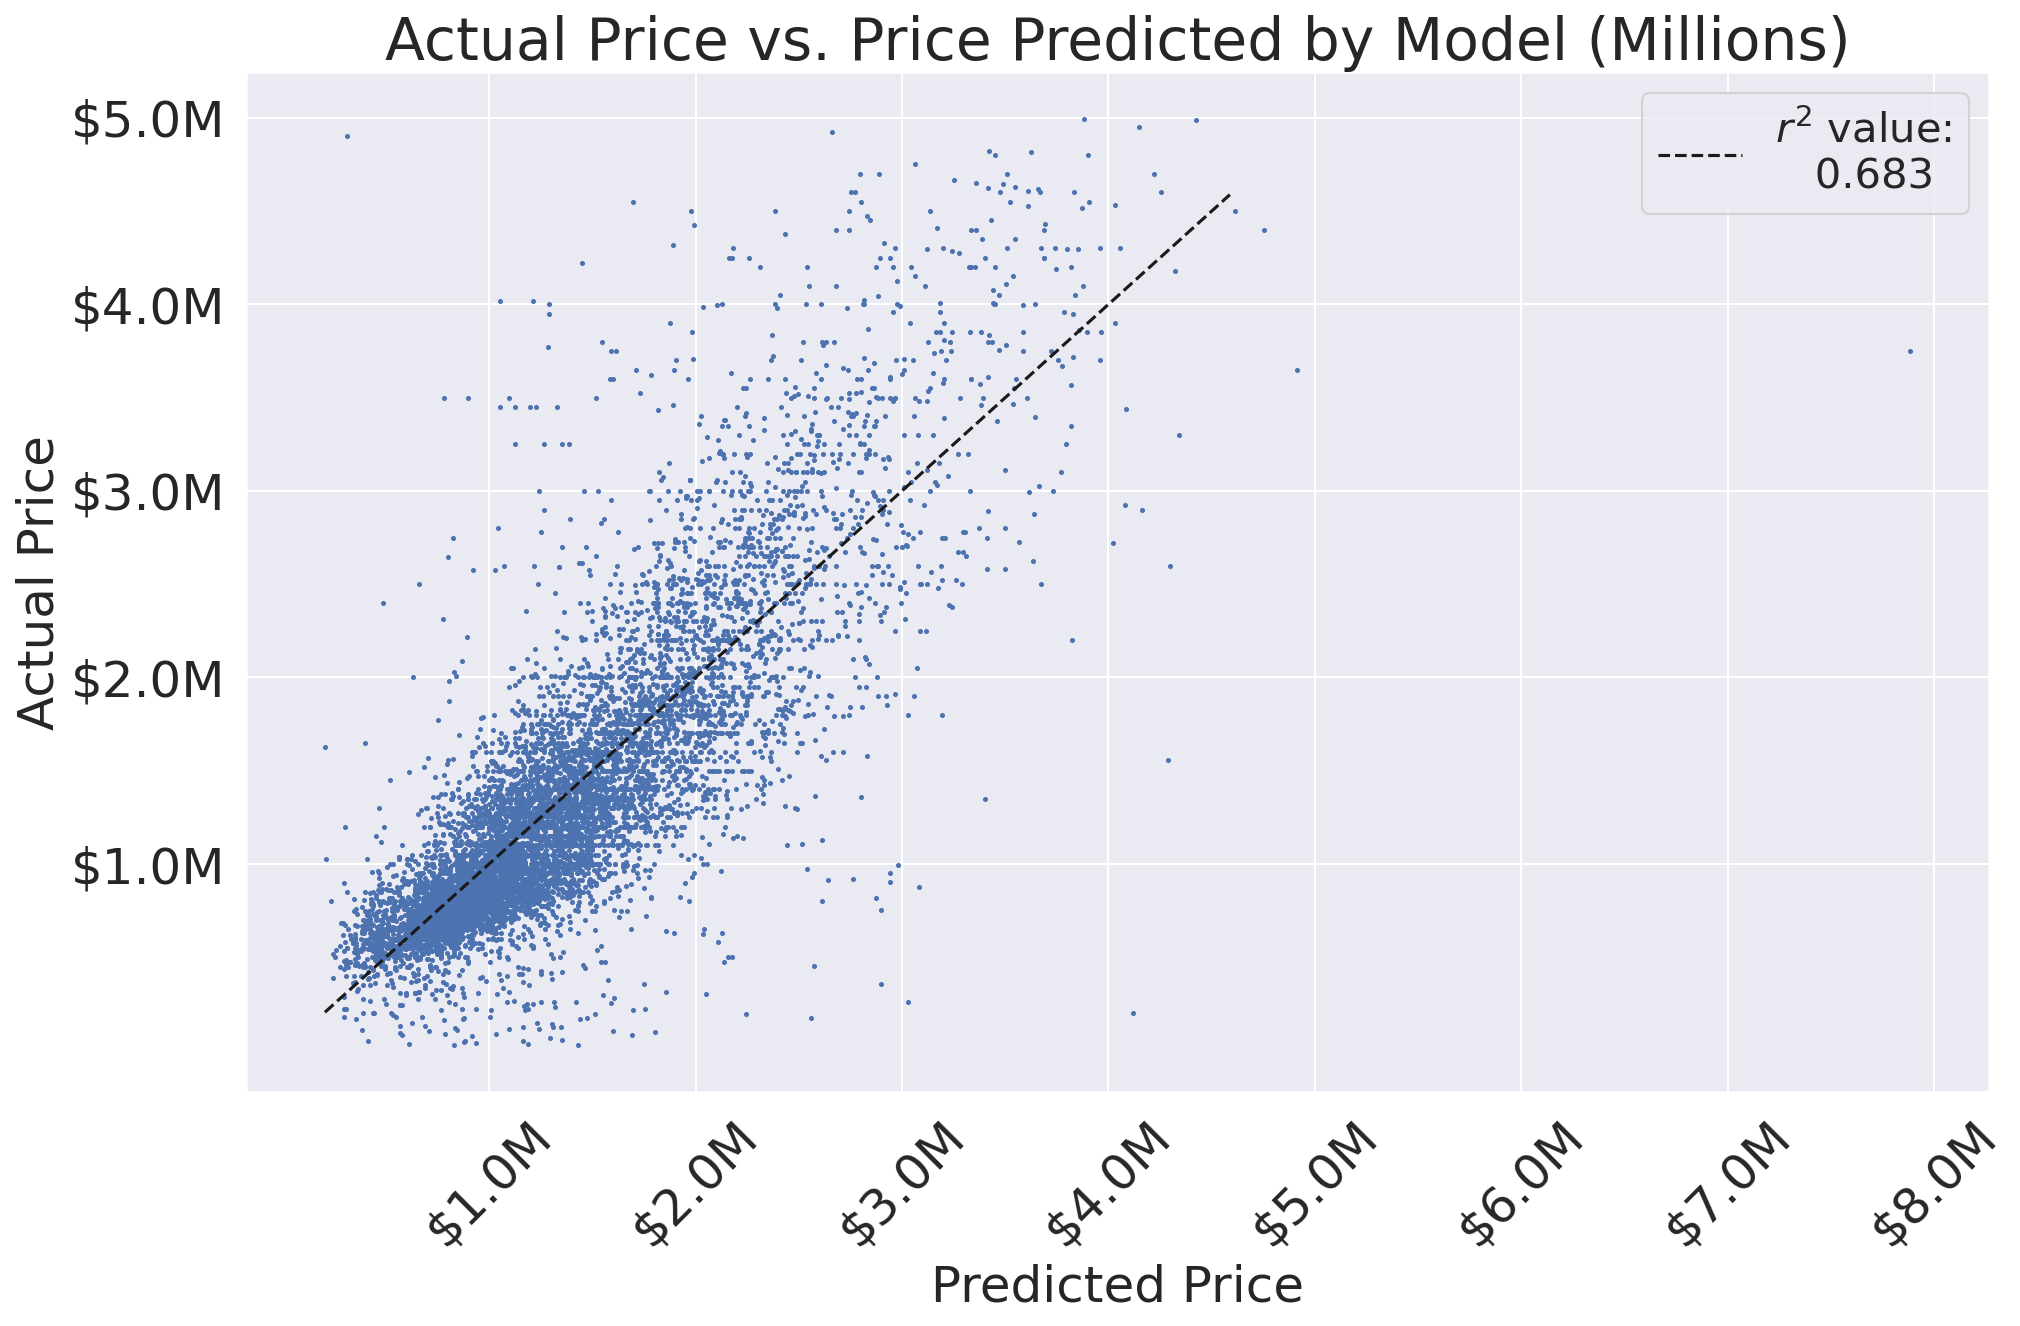 Actual Price vs. Price Predicted by Model (Millions)
r² value:
0.683
$5.0M
$4.0M
$3.0M
$2.0M
$1.0M
Actual Price
$1.0M
$2.0M
$3.0M
$4.0M
$5.0M
$6.0M
$7.0M
$8.0M
Predicted Price